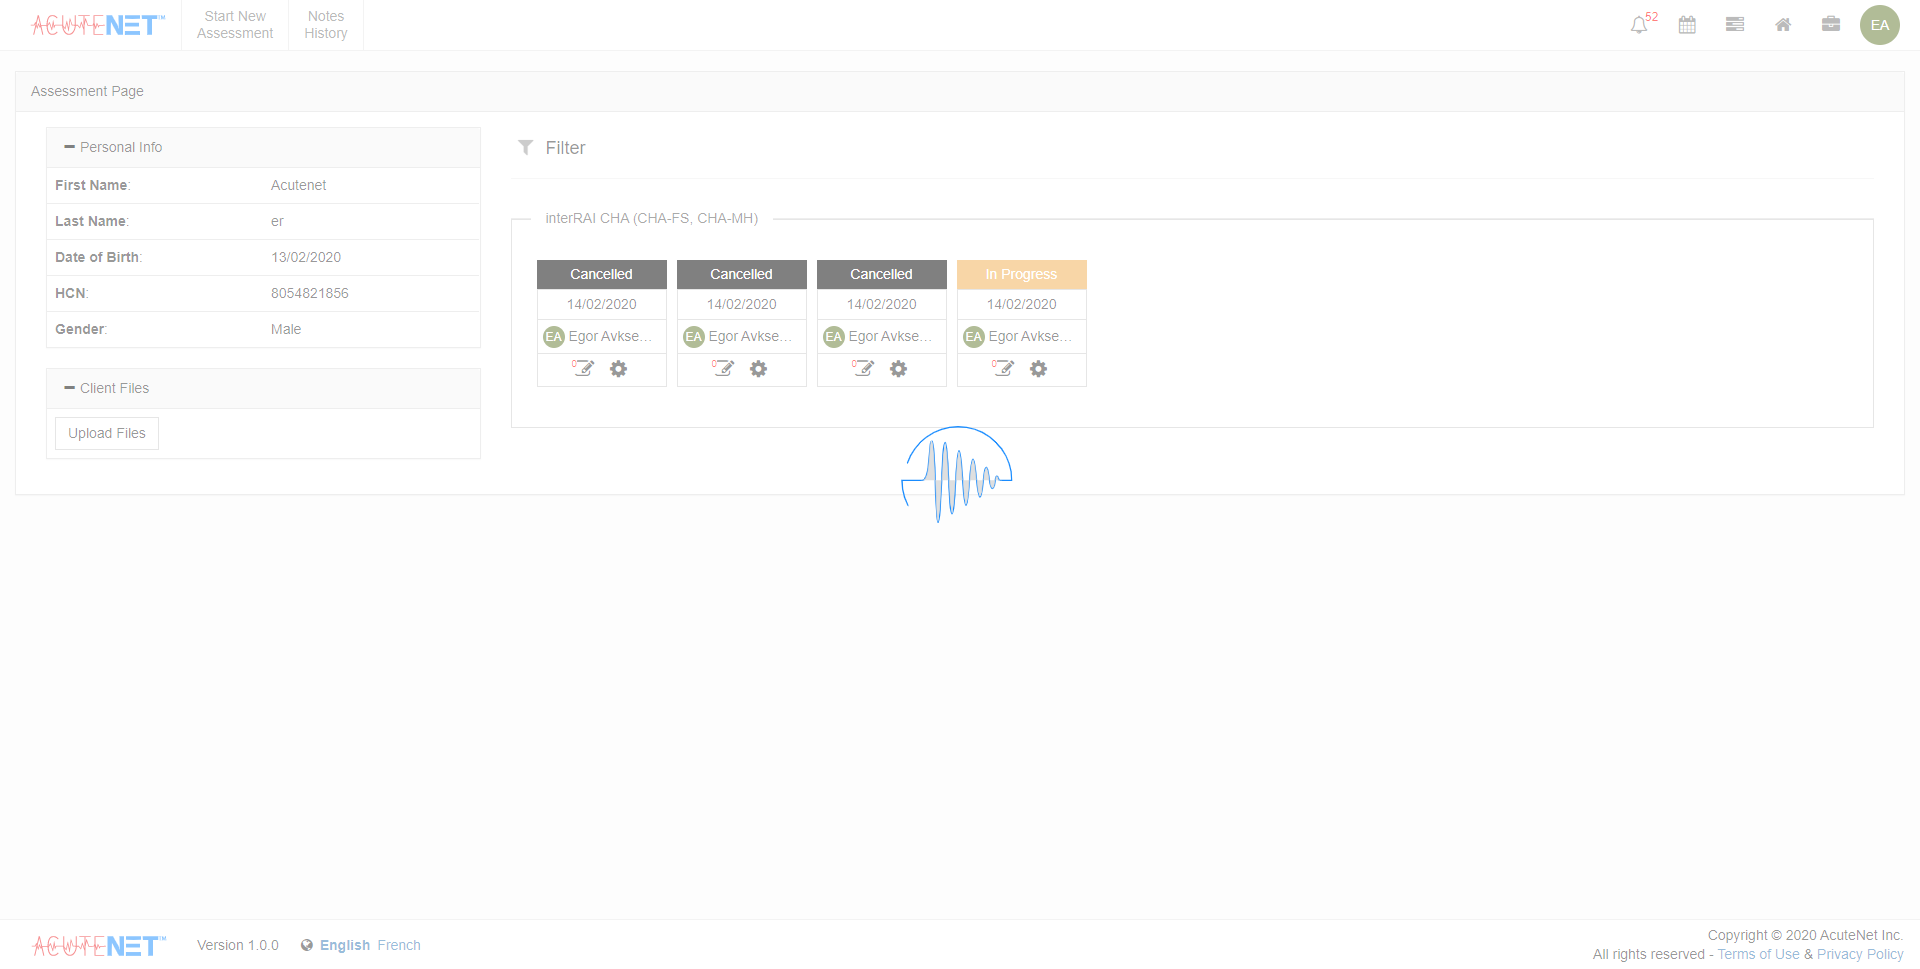 ACUTENET™
Start New
Assessment
Notes
History
52
EA
Assessment Page
Personal Info
First Name: Acutenet
Last Name: er
Date of Birth: 13/02/2020
HCN: 8054821856
Gender: Male
Client Files
Upload Files
Filter
interRAI CHA (CHA-FS, CHA-MH)
Cancelled Cancelled Cancelled In Progress
14/02/2020 14/02/2020 14/02/2020 14/02/2020
EA Egor Avkse... EA Egor Avkse... EA Egor Avkse... EA Egor Avkse...
0 0 0 0
ACUTENET™ Version 1.0.0 English French
Copyright © 2020 AcuteNet Inc.
All rights reserved - Terms of Use & Privacy Policy